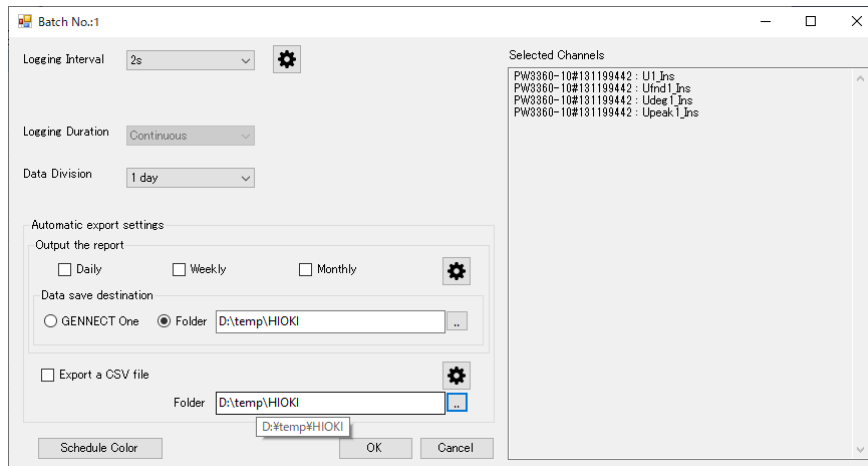 Batch No.:1
Logging Interval 2s
Selected Channels
PW3360-10#131199442 : U1_Ins
PW3360-10#131199442 : Ufnd1_Ins
PW3360-10#131199442 : Udeg1_Ins
PW3360-10#131199442 : Upeak1_Ins
Logging Duration Continuous
Data Division 1 day
Automatic export settings
Output the report
Daily Weekly Monthly
Data save destination
GENNECT One Folder D:\temp\HIOKI ..
Export a CSV file
Folder D:\temp\HIOKI ..
D:¥temp¥HIOKI
Schedule Color OK Cancel